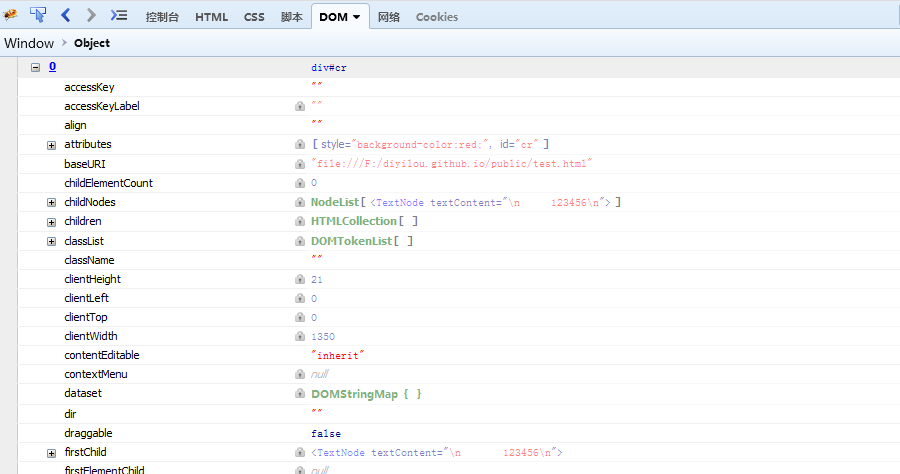 控制台 HTML CSS 脚本 DOM 网络 Cookies
Window Object
0 div#cr
accessKey ""
accessKeyLabel ""
align ""
attributes [ style="background-color:red;", id="cr" ]
baseURI "file:///F:/diyilou.github.io/public/test.html"
childElementCount 0
childNodes NodeList[ <TextNode textContent="\n 123456\n"> ]
children HTMLCollection[ ]
classList DOMTokenList[ ]
className ""
clientHeight 21
clientLeft 0
clientTop 0
clientWidth 1350
contentEditable "inherit"
contextMenu null
dataset DOMStringMap { }
dir ""
draggable false
firstChild <TextNode textContent="\n 123456\n">
firstElementChild null